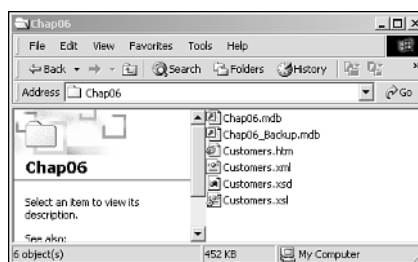 Chap06
File Edit View Favorites Tools Help
Back Search Folders History
Address Chap06 Go
Chap06
Select an item to view its
description.
See also:
Chap06.mdb
Chap06_Backup.mdb
Customers.htm
Customers.xml
Customers.xsd
Customers.xsl
6 object(s) 452 KB My Computer